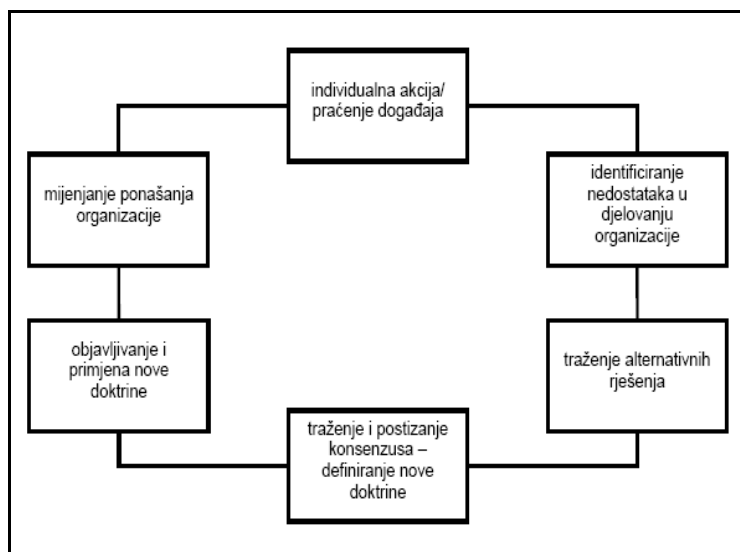 individualna akcija/
praćenje događaja
identificiranje
nedostataka u
djelovanju
organizacije
traženje alternativnih
rješenja
traženje i postizanje
konsenzusa –
definiranje nove
doktrine
objavljivanje i
primjena nove
doktrine
mijenjanje ponašanja
organizacije